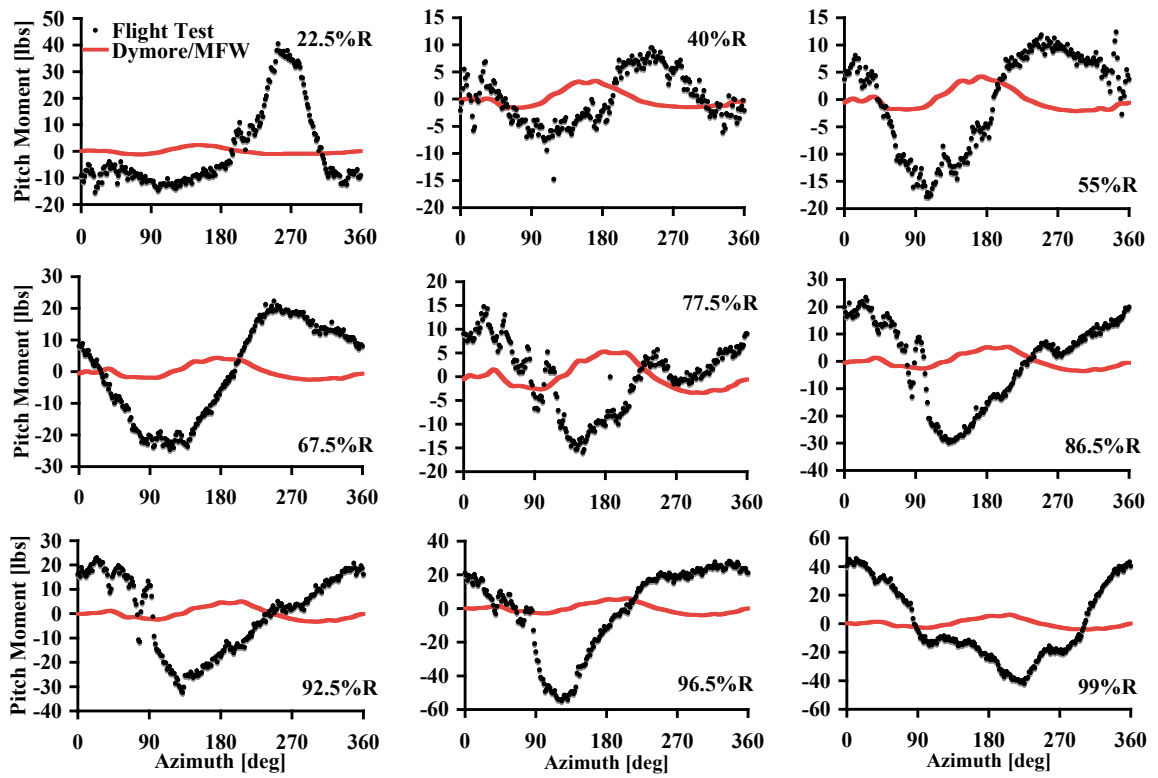 Flight Test
Dymore/MFW
22.5%R
Pitch Moment [lbs]
50
40
30
20
10
0
-10
-20
0 90 180 270 360
40%R
15
10
5
0
-5
-10
-15
-20
0 90 180 270 360
55%R
15
10
5
0
-5
-10
-15
-20
0 90 180 270 360
67.5%R
Pitch Moment [lbs]
30
20
10
0
-10
-20
-30
0 90 180 270 360
77.5%R
20
15
10
5
0
-5
-10
-15
-20
0 90 180 270 360
86.5%R
30
20
10
0
-10
-20
-30
-40
0 90 180 270 360
92.5%R
Pitch Moment [lbs]
30
20
10
0
-10
-20
-30
-40
0 90 180 270 360
Azimuth [deg]
96.5%R
40
20
0
-20
-40
-60
0 90 180 270 360
Azimuth [deg]
99%R
60
40
20
0
-20
-40
-60
0 90 180 270 360
Azimuth [deg]